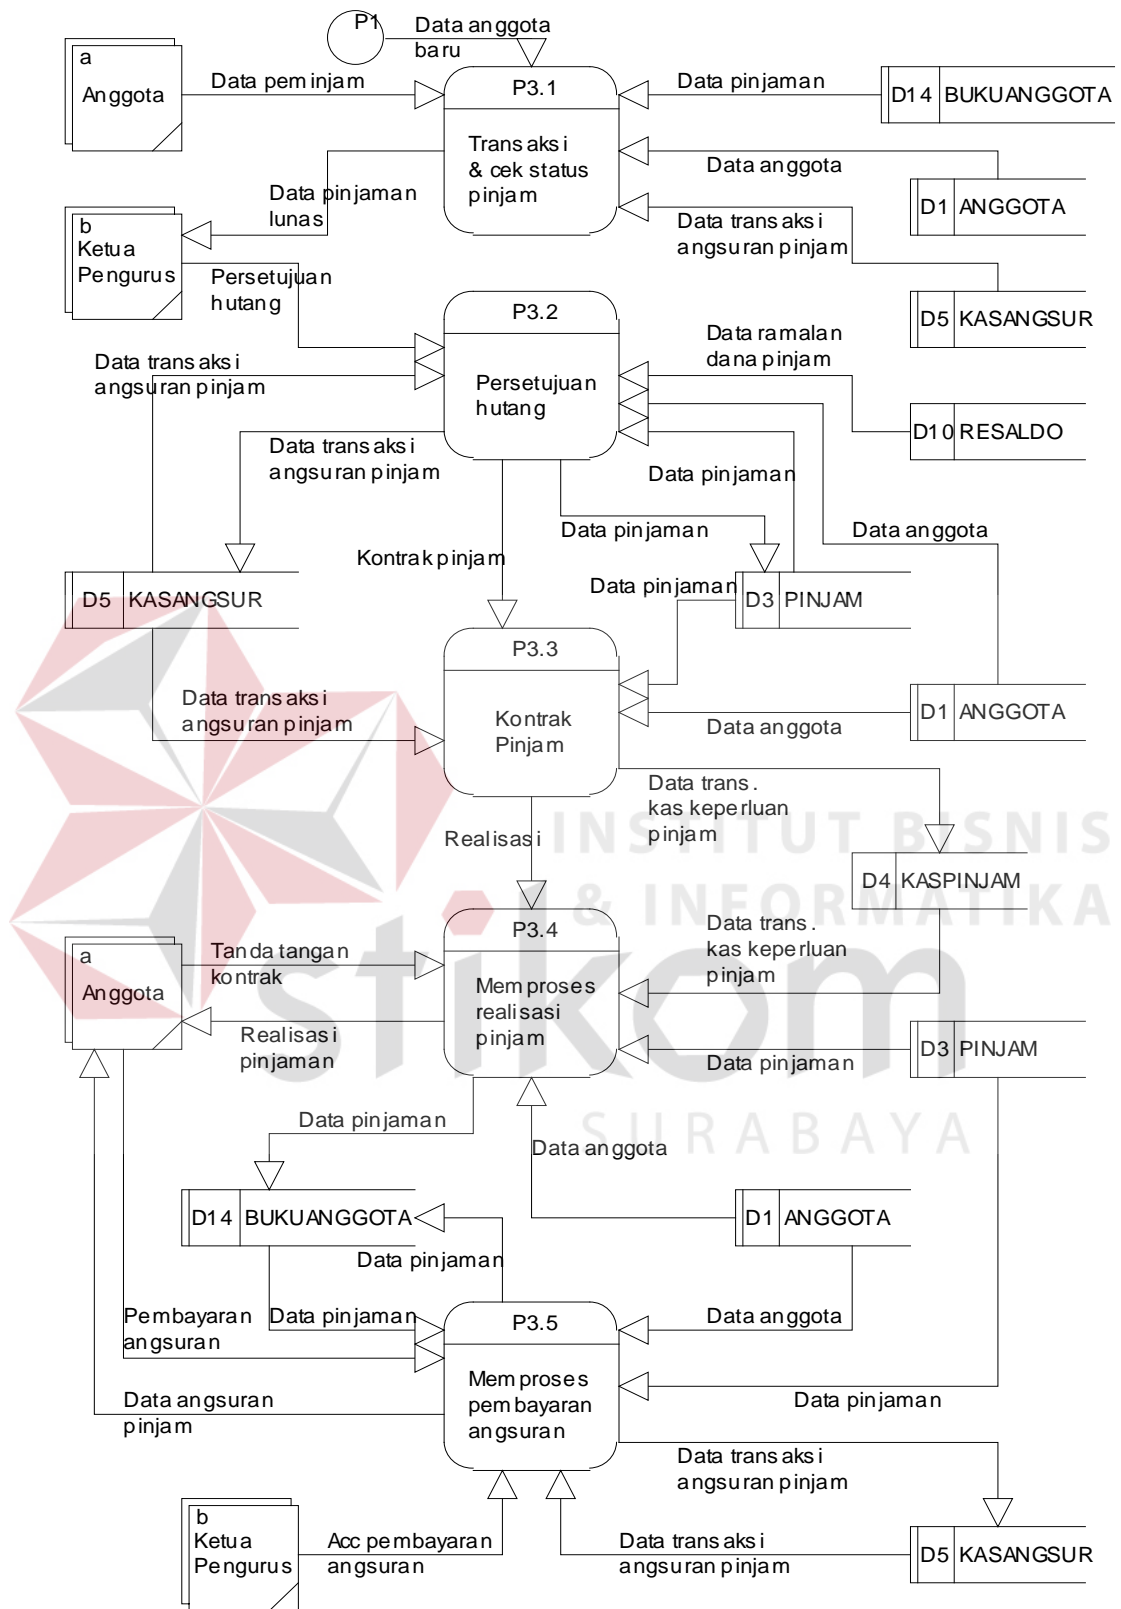 P1
Data anggota
baru
a
Anggota
Data peminjam
P3.1
Transaksi
& cek status
pinjam
Data pinjaman
D14 BUKUANGGOTA
Data anggota
D1 ANGGOTA
Data pinjaman
lunas
Data transaksi
angsuran pinjam
b
Ketua
Pengurus
Persetujuan
hutang
D5 KASANGSUR
P3.2
Persetujuan
hutang
Data ramalan
dana pinjam
Data transaksi
angsuran pinjam
D10 RESALDO
Data transaksi
angsuran pinjam
Data pinjaman
Data pinjaman
Data anggota
Kontrak pinjam
Data pinjaman
D5 KASANGSUR
D3 PINJAM
P3.3
Kontrak
Pinjam
Data transaksi
angsuran pinjam
Data anggota
D1 ANGGOTA
Data trans.
kas keperluan
pinjam
Realisasi
INSTITUT BISNIS
& INFORMATIKA
D4 KASPINJAM
P3.4
Memproses
realisasi
pinjam
Data trans.
kas keperluan
pinjam
a
Anggota
Tanda tangan
kontrak
stikom
Realisasi
pinjaman
Data pinjaman
D3 PINJAM
SURABAYA
Data pinjaman
Data anggota
D14 BUKUANGGOTA
D1 ANGGOTA
Data pinjaman
Pembayaran
angsuran
Data pinjaman
P3.5
Memproses
pembayaran
angsuran
Data anggota
Data angsuran
pinjam
Data pinjaman
Data transaksi
angsuran pinjam
b
Ketua
Pengurus
Acc pembayaran
angsuran
Data transaksi
angsuran pinjam
D5 KASANGSUR